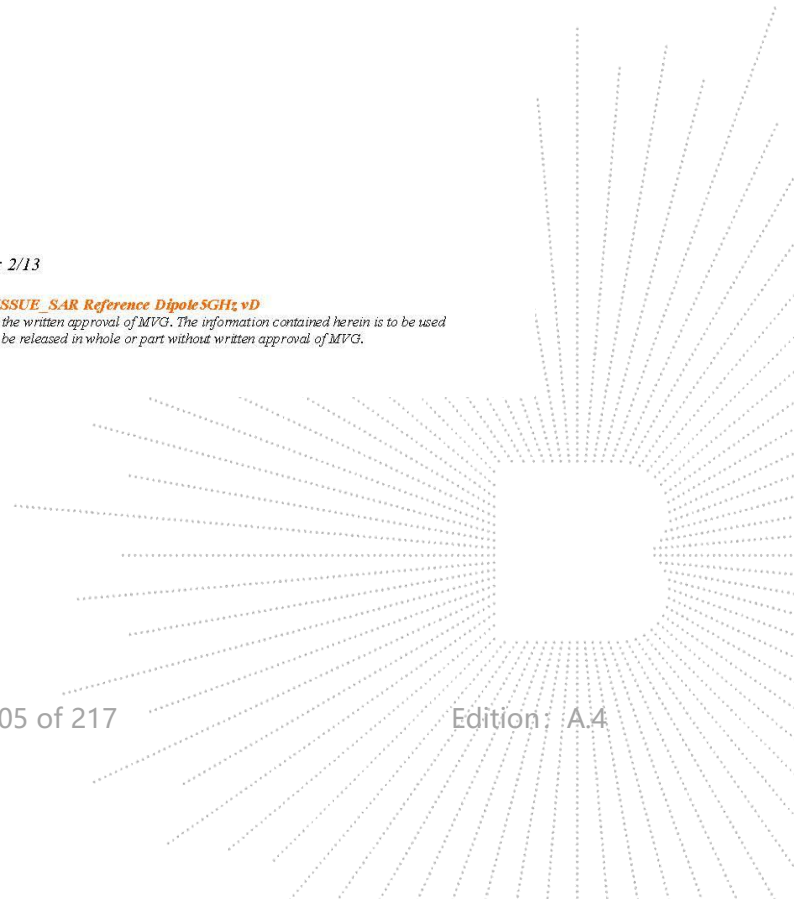 : 2/13
SSUE_SAR Reference Dipole5GHz vD
the written approval of MVG. The information contained herein is to be used
be released in whole or part without written approval of MVG.
05 of 217 Edition：A.4